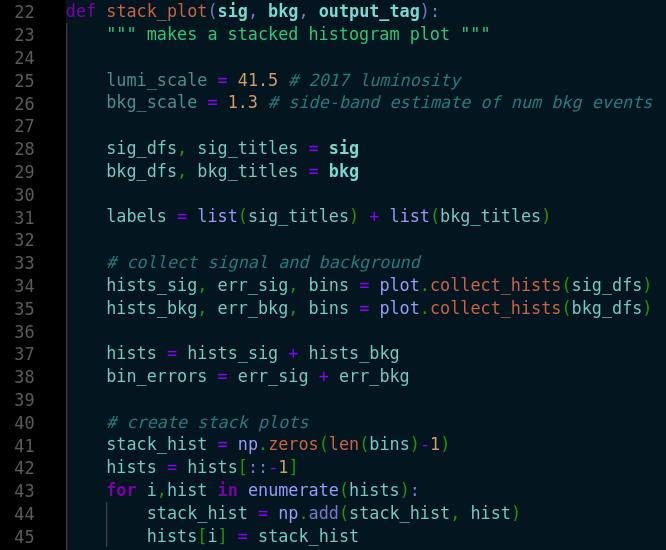 22 def stack_plot(sig, bkg, output_tag):
23     """ makes a stacked histogram plot """
24
25     lumi_scale = 41.5 # 2017 luminosity
26     bkg_scale = 1.3 # side-band estimate of num bkg events
27
28     sig_dfs, sig_titles = sig
29     bkg_dfs, bkg_titles = bkg
30
31     labels = list(sig_titles) + list(bkg_titles)
32
33     # collect signal and background
34     hists_sig, err_sig, bins = plot.collect_hists(sig_dfs)
35     hists_bkg, err_bkg, bins = plot.collect_hists(bkg_dfs)
36
37     hists = hists_sig + hists_bkg
38     bin_errors = err_sig + err_bkg
39
40     # create stack plots
41     stack_hist = np.zeros(len(bins)-1)
42     hists = hists[::-1]
43     for i,hist in enumerate(hists):
44         stack_hist = np.add(stack_hist, hist)
45         hists[i] = stack_hist